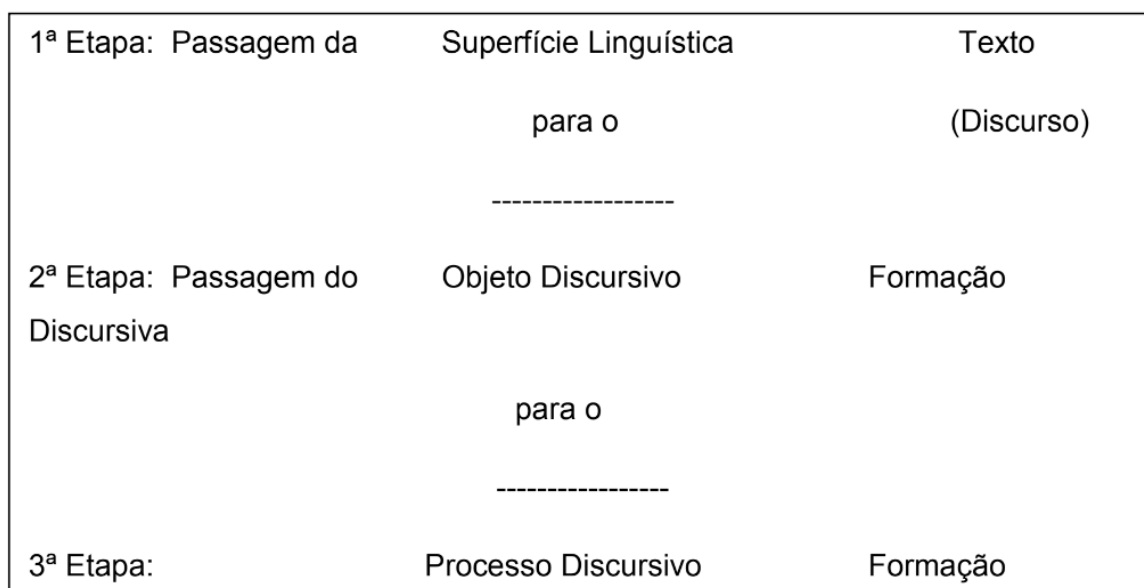 1ª Etapa: Passagem da Superfície Linguística Texto
para o (Discurso)
------------------
2ª Etapa: Passagem do Objeto Discursivo Formação
Discursiva
para o
-----------------
3ª Etapa: Processo Discursivo Formação